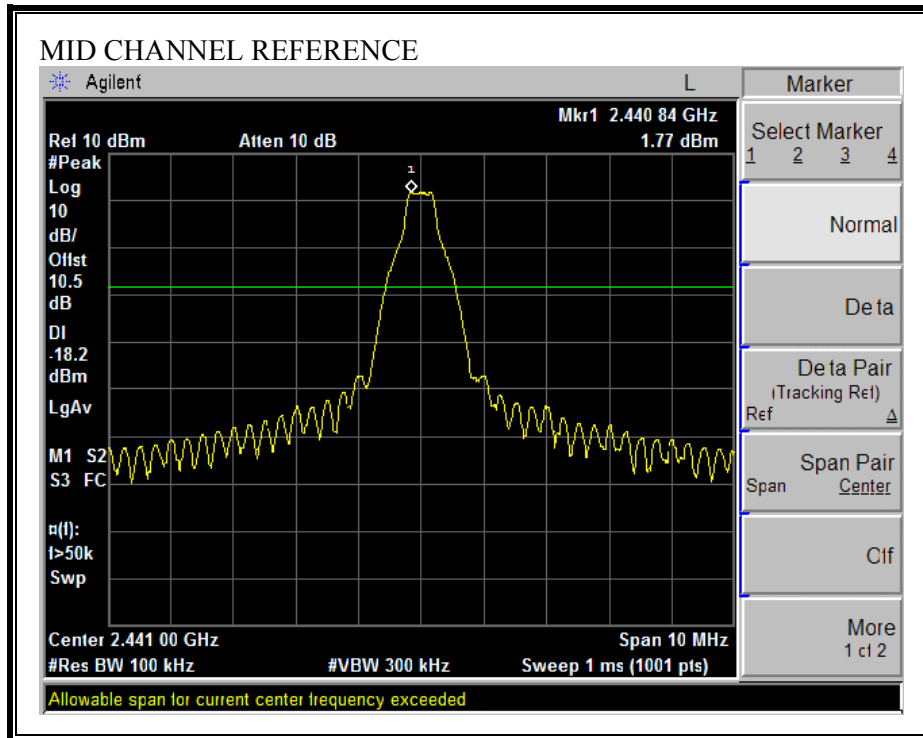 MID CHANNEL REFERENCE
Agilent L
Mkr1 2.440 84 GHz
Ref 10 dBm Atten 10 dB 1.77 dBm
#Peak
Log
10
dB/
Offst
10.5
dB
DI
-18.2
dBm
LgAv
M1 S2
S3 FC
¤(f):
f>50k
Swp
1
Center 2.441 00 GHz Span 10 MHz
#Res BW 100 kHz #VBW 300 kHz Sweep 1 ms (1001 pts)
Allowable span for current center frequency exceeded
Marker
Select Marker
1 2 3 4
Normal
Delta
Delta Pair
(Tracking Ref)
Ref Δ
Span Pair
Span Center
Off
More
1 of 2